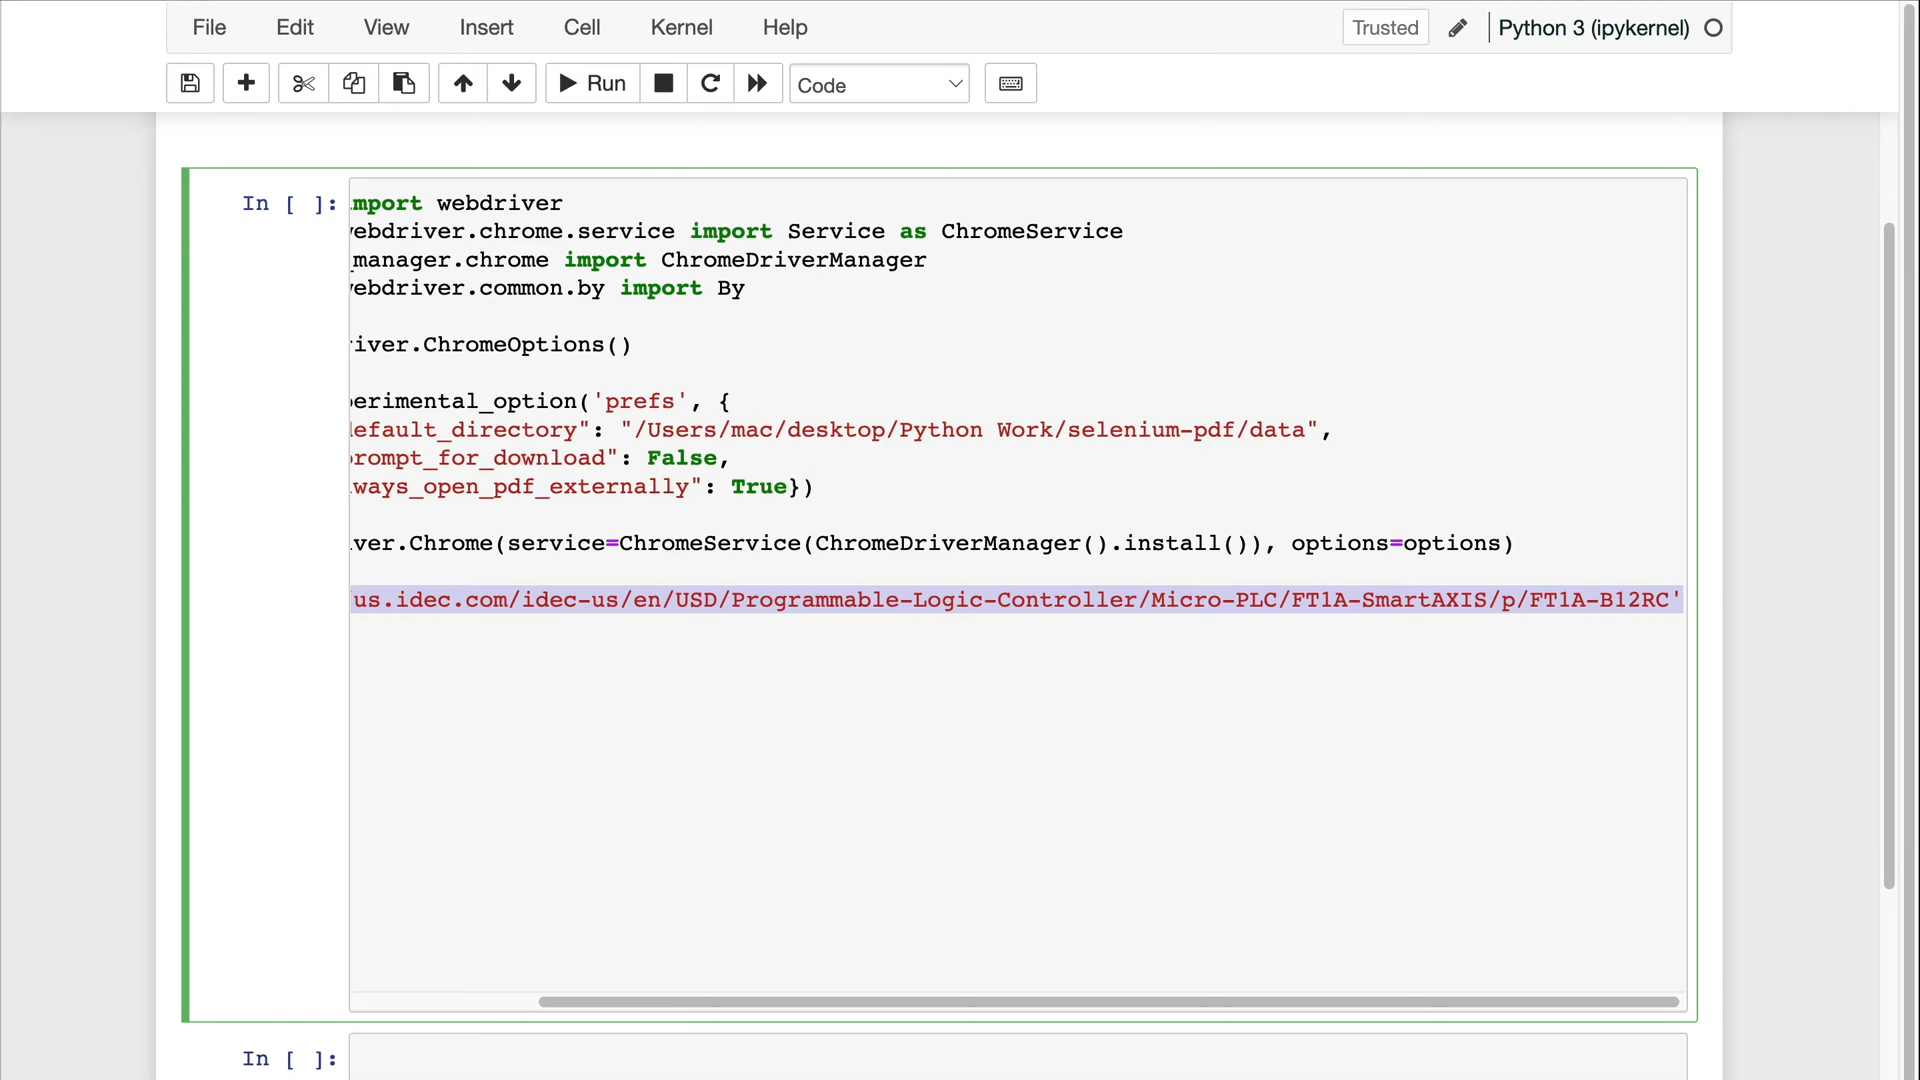 File Edit View Insert Cell Kernel Help Trusted Python 3 (ipykernel)
Run Code
In [ ]: mport webdriver
ebdriver.chrome.service import Service as ChromeService
_manager.chrome import ChromeDriverManager
ebdriver.common.by import By
iver.ChromeOptions()
erimental_option('prefs', {
efault_directory": "/Users/mac/desktop/Python Work/selenium-pdf/data",
rompt_for_download": False,
ways_open_pdf_externally": True})
ver.Chrome(service=ChromeService(ChromeDriverManager().install()), options=options)
us.idec.com/idec-us/en/USD/Programmable-Logic-Controller/Micro-PLC/FT1A-SmartAXIS/p/FT1A-B12RC'
In [ ]: